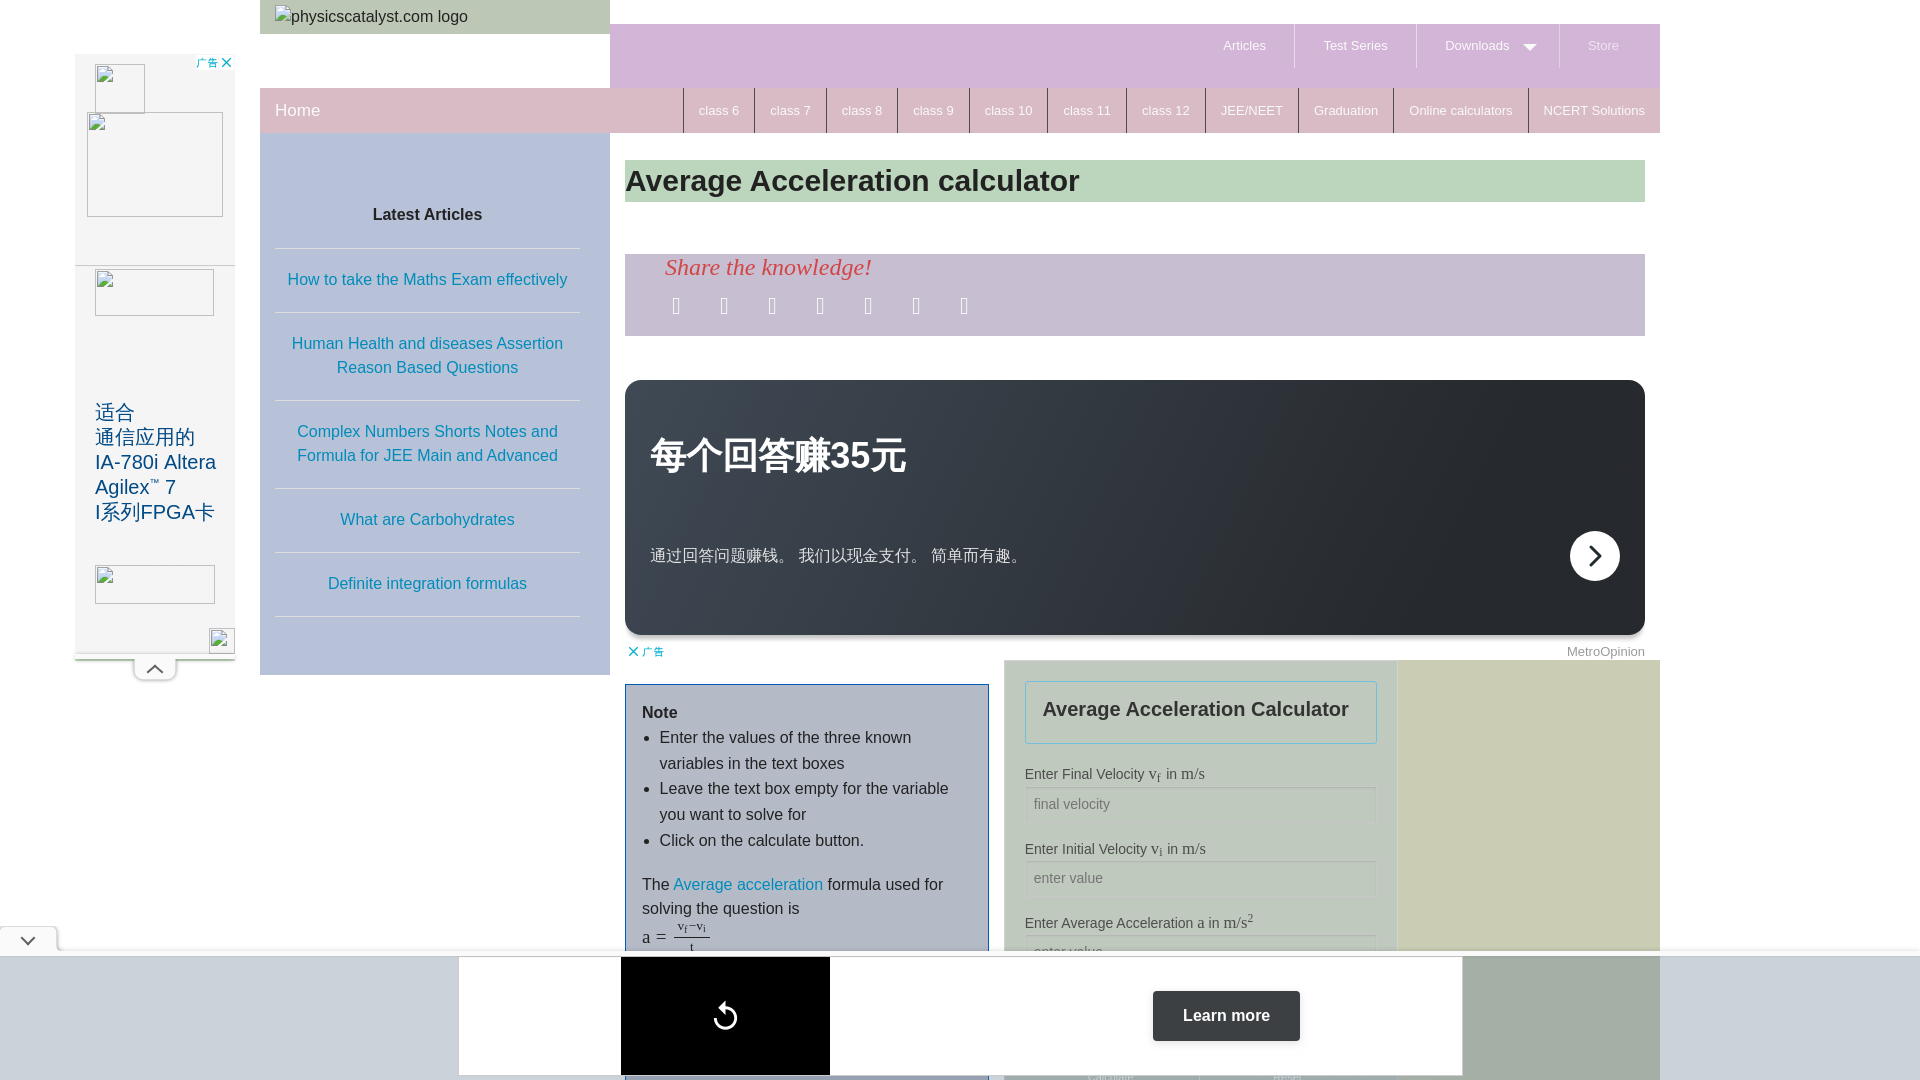 physicscatalyst.com logo
Articles
Test Series
Downloads
Store
广告
Home
class 6
class 7
class 8
class 9
class 10
class 11
class 12
JEE/NEET
Graduation
Online calculators
NCERT Solutions
Average Acceleration calculator
Latest Articles
How to take the Maths Exam effectively
Human Health and diseases Assertion
Reason Based Questions
Complex Numbers Shorts Notes and
Formula for JEE Main and Advanced
What are Carbohydrates
Definite integration formulas
Share the knowledge!
适合
通信应用的
IA-780i Altera
Agilex™ 7
I系列FPGA卡
每个回答赚35元
通过回答问题赚钱。 我们以现金支付。 简单而有趣。
广告
MetroOpinion
Note
Enter the values of the three known
variables in the text boxes
Leave the text box empty for the variable
you want to solve for
Click on the calculate button.
The Average acceleration formula used for
solving the question is
a = (v_f−v_i)/t
Average Acceleration Calculator
Enter Final Velocity v_f in m/s
final velocity
Enter Initial Velocity v_i in m/s
enter value
Enter Average Acceleration a in m/s²
enter value
Learn more